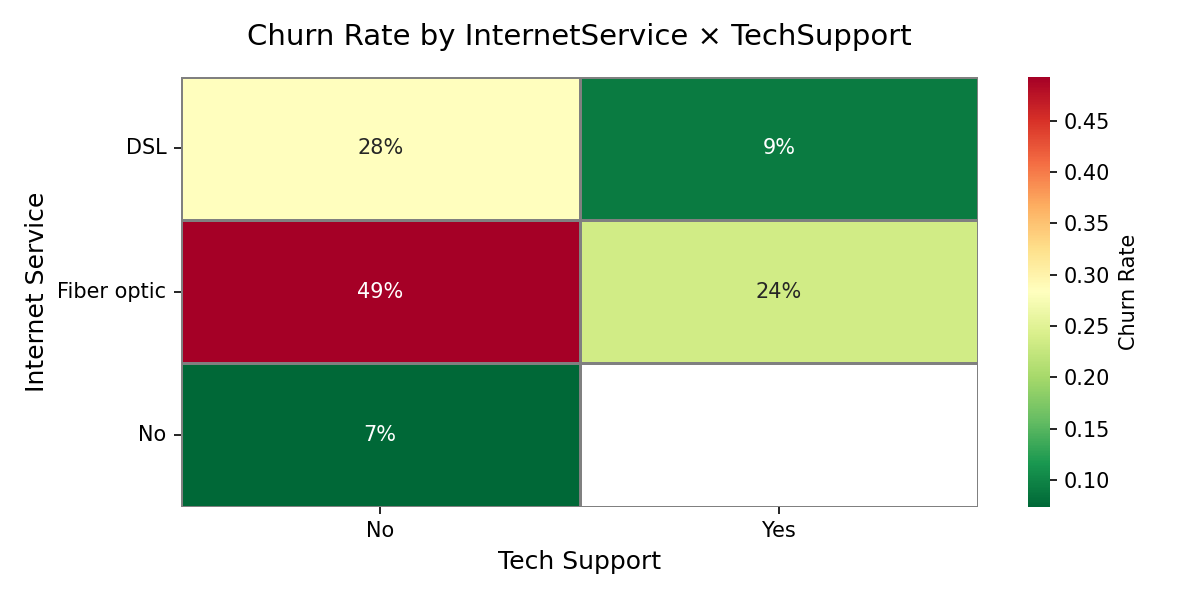 Churn Rate by InternetService × TechSupport
Internet Service
DSL
28%
9%
Fiber optic
49%
24%
No
7%
No
Yes
Tech Support
0.45
0.40
0.35
0.30
0.25
0.20
0.15
0.10
Churn Rate